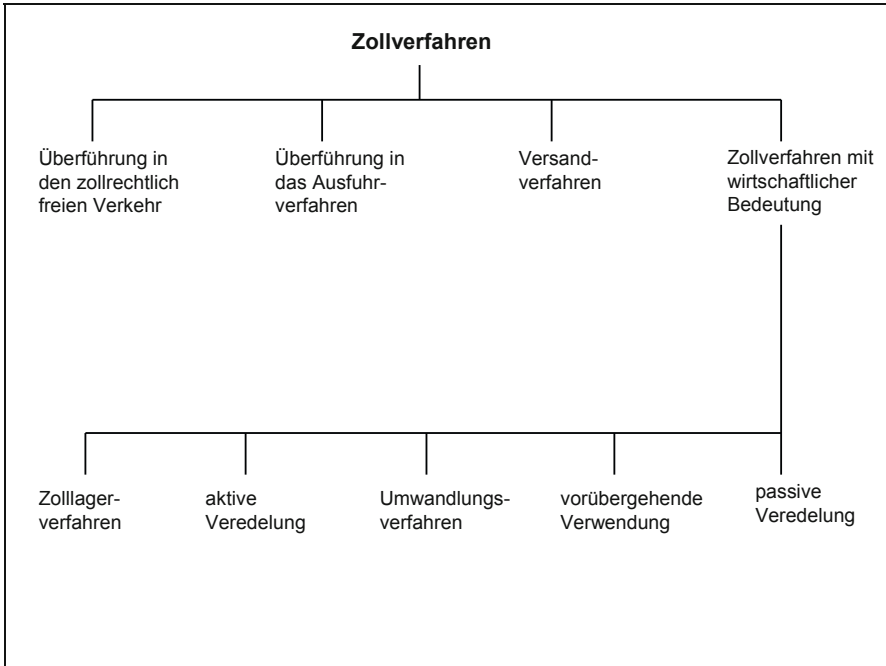 Zollverfahren
Überführung in
den zollrechtlich
freien Verkehr
Überführung in
das Ausfuhr-
verfahren
Versand-
verfahren
Zollverfahren mit
wirtschaftlicher
Bedeutung
Zolllager-
verfahren
aktive
Veredelung
Umwandlungs-
verfahren
vorübergehende
Verwendung
passive
Veredelung